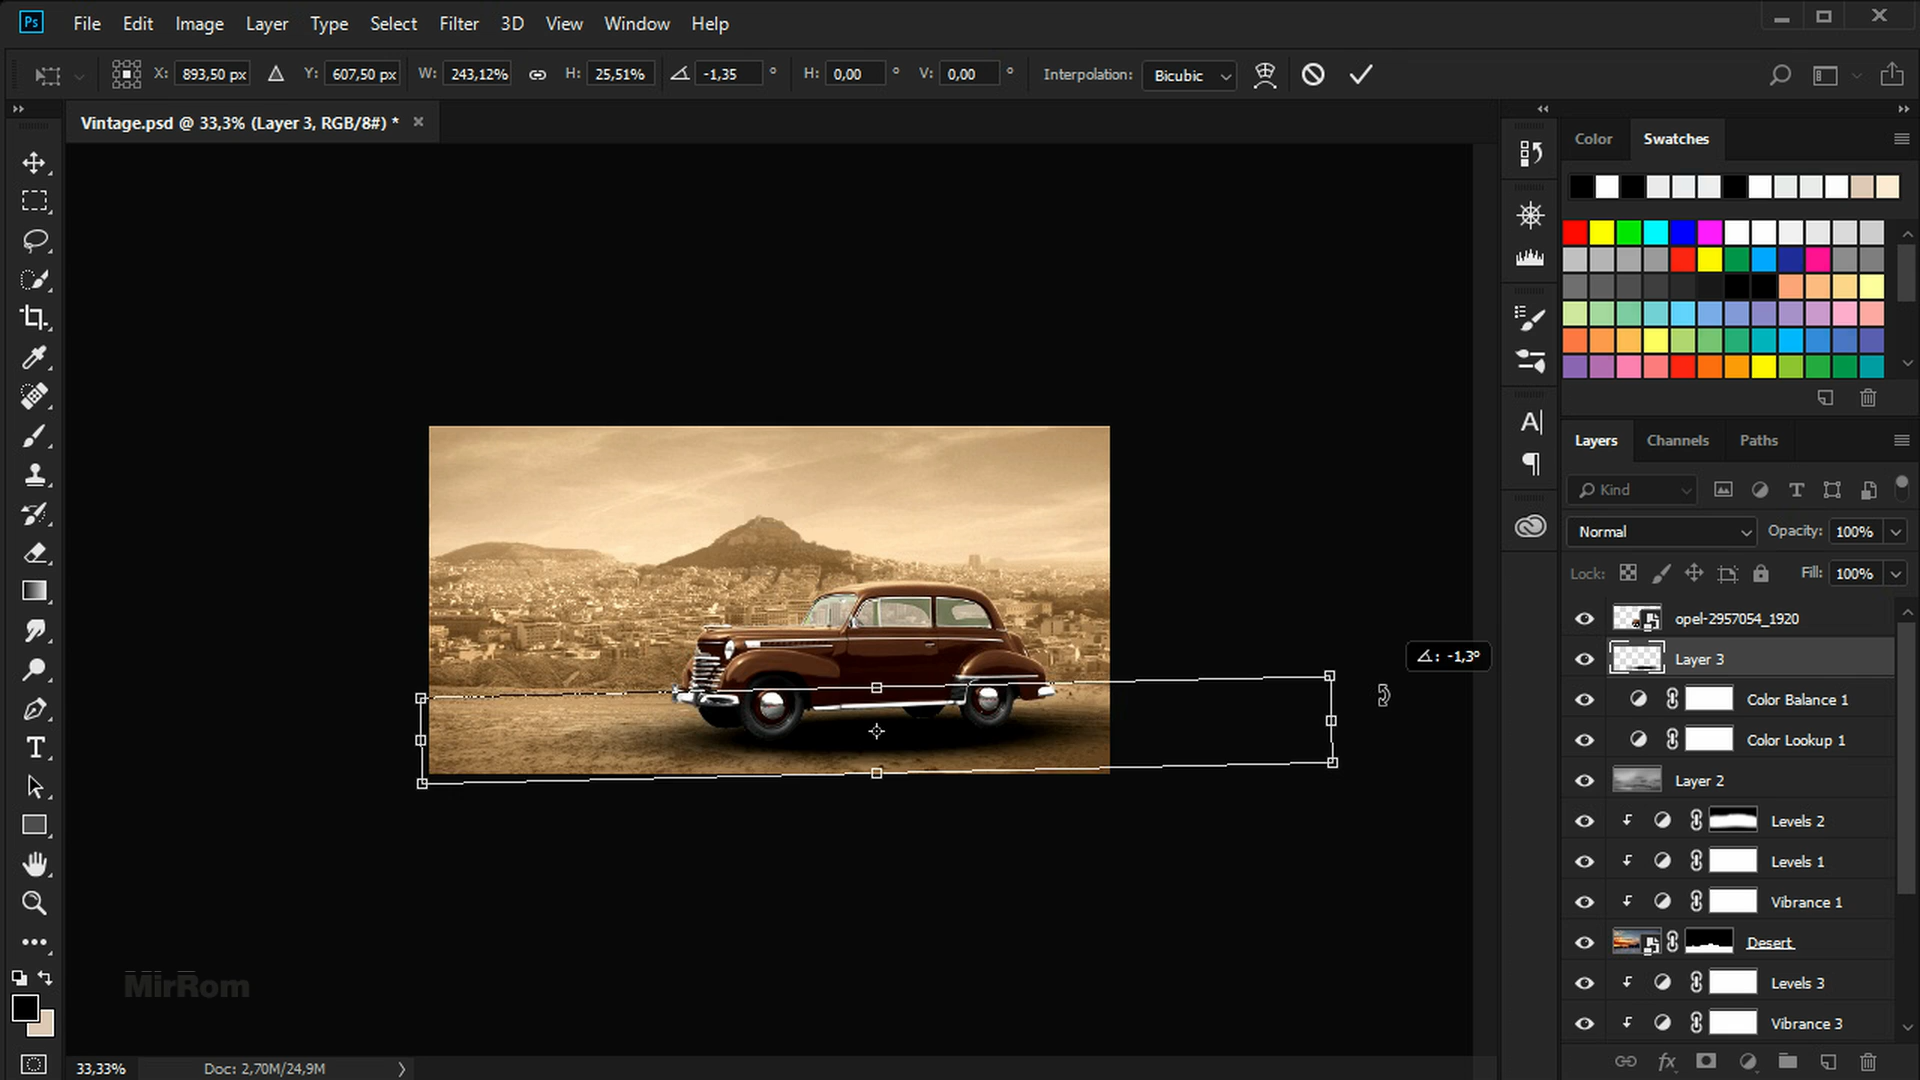 Ps File Edit Image Layer Type Select Filter 3D View Window Help
X: 893,50 px Y: 607,50 px W: 243,12% H: 25,51% -1,35 ° H: 0,00 ° V: 0,00 ° Interpolation: Bicubic
Vintage.psd @ 33,3% (Layer 3, RGB/8#) *
Color Swatches
Layers Channels Paths
Kind
Normal Opacity: 100%
Lock: Fill: 100%
opel-2957054_1920
: -1,3°
Layer 3
Color Balance 1
Color Lookup 1
Layer 2
Levels 2
Levels 1
Vibrance 1
Desert
Levels 3
Vibrance 3
MirRom
33,33% Doc: 2,70M/24,9M